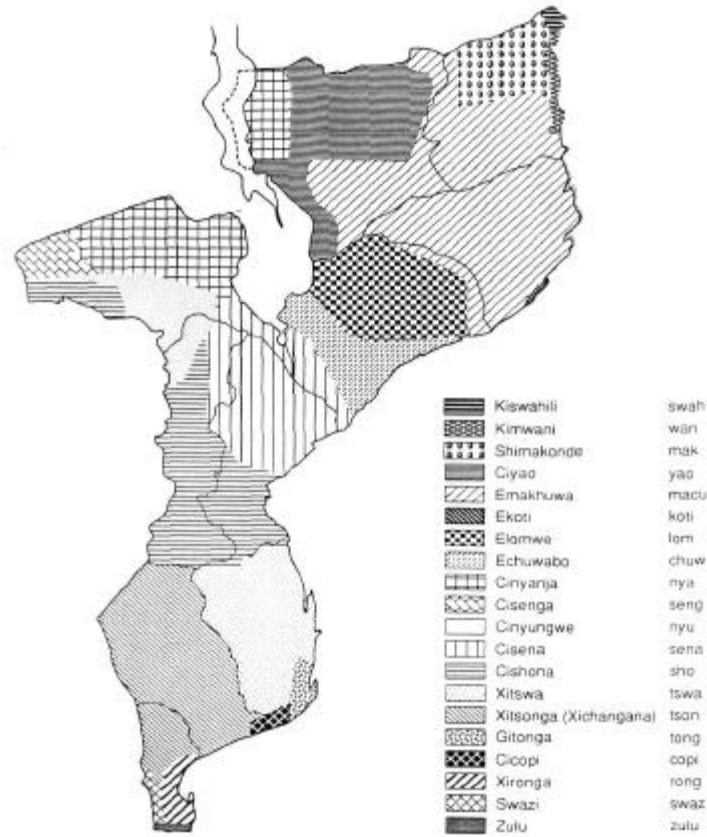 Kiswahili swah
Kimwani wan
Shimakonde mak
Ciyao yao
Emakhuwa macu
Ekoti koti
Elomwe lom
Echuwabo chuw
Cinyanja nya
Cisenga seng
Cinyungwe nyu
Cisena sena
Cishona sho
Xitswa tswa
Xitsonga (Xichangana) tson
Gitonga tong
Cicopi copi
Xironga rong
Swazi swaz
Zulu zulu